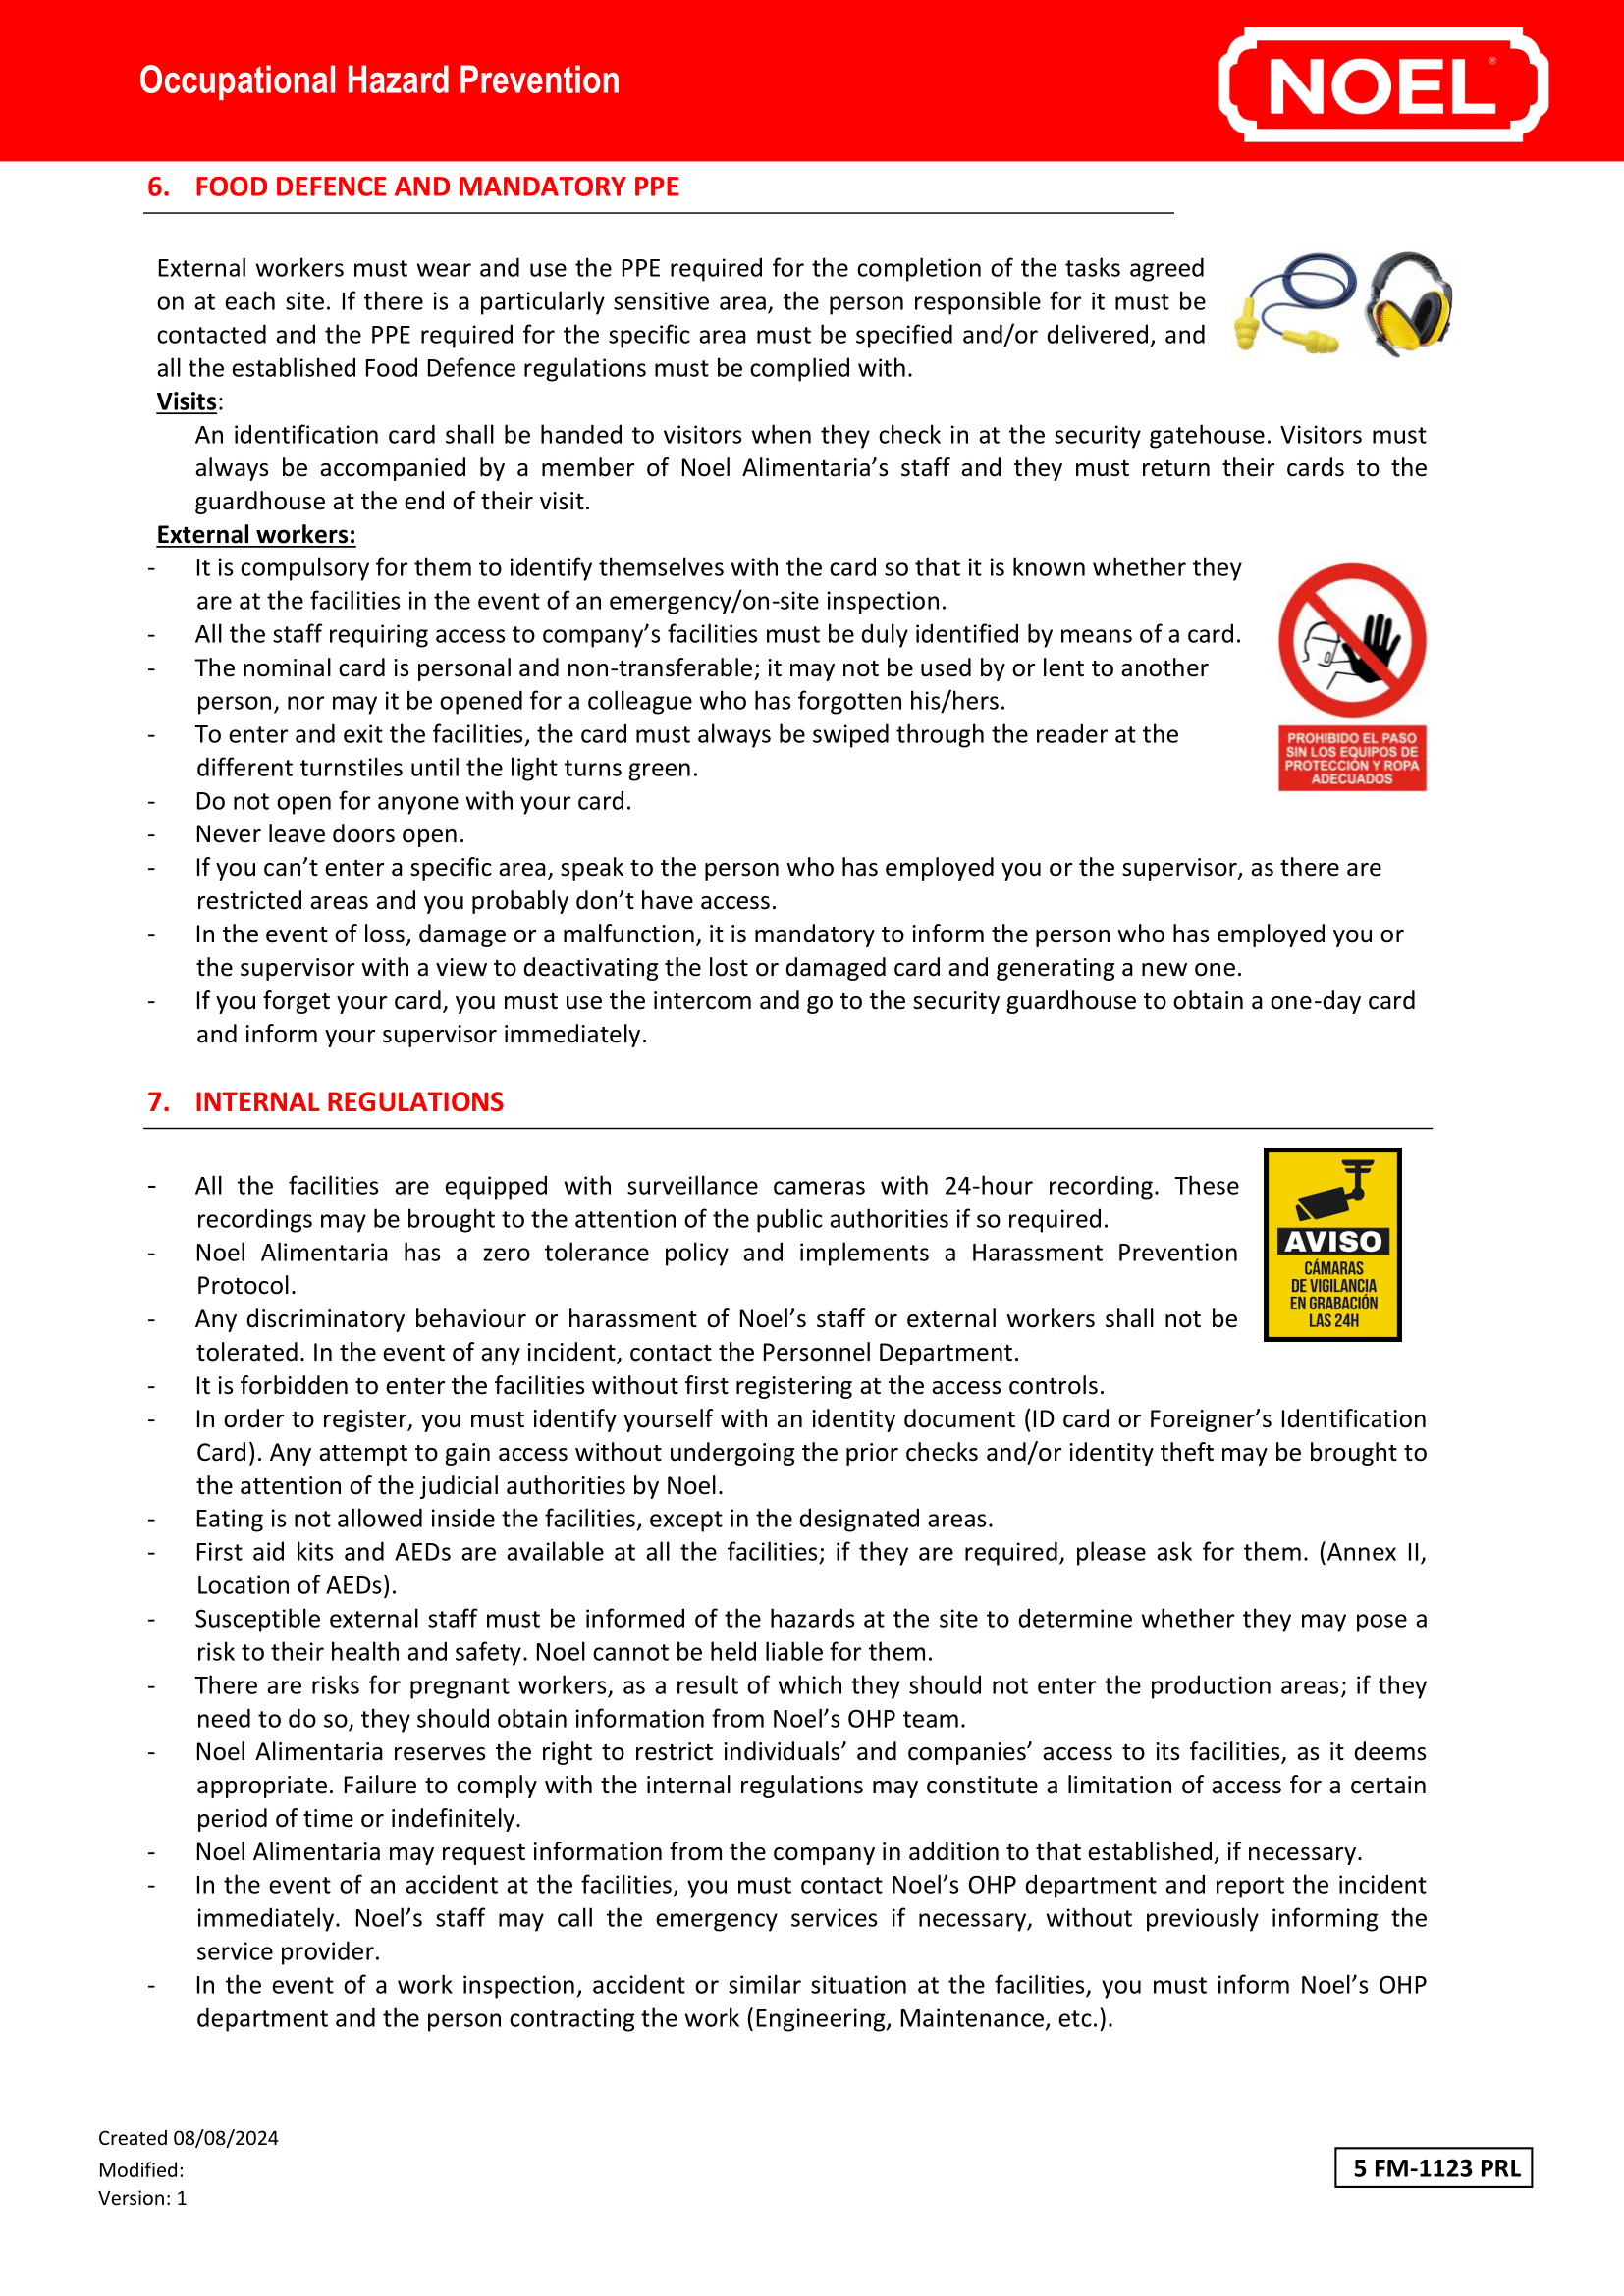 Occupational Hazard Prevention
NOEL®
6. FOOD DEFENCE AND MANDATORY PPE
External workers must wear and use the PPE required for the completion of the tasks agreed
on at each site. If there is a particularly sensitive area, the person responsible for it must be
contacted and the PPE required for the specific area must be specified and/or delivered, and
all the established Food Defence regulations must be complied with.
Visits:
An identification card shall be handed to visitors when they check in at the security gatehouse. Visitors must
always be accompanied by a member of Noel Alimentaria’s staff and they must return their cards to the
guardhouse at the end of their visit.
External workers:
- It is compulsory for them to identify themselves with the card so that it is known whether they
are at the facilities in the event of an emergency/on-site inspection.
- All the staff requiring access to company’s facilities must be duly identified by means of a card.
- The nominal card is personal and non-transferable; it may not be used by or lent to another
person, nor may it be opened for a colleague who has forgotten his/hers.
- To enter and exit the facilities, the card must always be swiped through the reader at the
different turnstiles until the light turns green.
- Do not open for anyone with your card.
- Never leave doors open.
- If you can’t enter a specific area, speak to the person who has employed you or the supervisor, as there are
restricted areas and you probably don’t have access.
- In the event of loss, damage or a malfunction, it is mandatory to inform the person who has employed you or
the supervisor with a view to deactivating the lost or damaged card and generating a new one.
- If you forget your card, you must use the intercom and go to the security guardhouse to obtain a one-day card
and inform your supervisor immediately.
PROHIBIDO EL PASO
SIN LOS EQUIPOS DE
PROTECCIÓN Y ROPA
ADECUADOS
7. INTERNAL REGULATIONS
- All the facilities are equipped with surveillance cameras with 24-hour recording. These
recordings may be brought to the attention of the public authorities if so required.
- Noel Alimentaria has a zero tolerance policy and implements a Harassment Prevention
Protocol.
- Any discriminatory behaviour or harassment of Noel’s staff or external workers shall not be
tolerated. In the event of any incident, contact the Personnel Department.
AVISO
CÁMARAS
DE VIGILANCIA
EN GRABACIÓN
LAS 24H
- It is forbidden to enter the facilities without first registering at the access controls.
- In order to register, you must identify yourself with an identity document (ID card or Foreigner’s Identification
Card). Any attempt to gain access without undergoing the prior checks and/or identity theft may be brought to
the attention of the judicial authorities by Noel.
- Eating is not allowed inside the facilities, except in the designated areas.
- First aid kits and AEDs are available at all the facilities; if they are required, please ask for them. (Annex II,
Location of AEDs).
- Susceptible external staff must be informed of the hazards at the site to determine whether they may pose a
risk to their health and safety. Noel cannot be held liable for them.
- There are risks for pregnant workers, as a result of which they should not enter the production areas; if they
need to do so, they should obtain information from Noel’s OHP team.
- Noel Alimentaria reserves the right to restrict individuals’ and companies’ access to its facilities, as it deems
appropriate. Failure to comply with the internal regulations may constitute a limitation of access for a certain
period of time or indefinitely.
- Noel Alimentaria may request information from the company in addition to that established, if necessary.
- In the event of an accident at the facilities, you must contact Noel’s OHP department and report the incident
immediately. Noel’s staff may call the emergency services if necessary, without previously informing the
service provider.
- In the event of a work inspection, accident or similar situation at the facilities, you must inform Noel’s OHP
department and the person contracting the work (Engineering, Maintenance, etc.).
Created 08/08/2024
Modified:
Version: 1
5 FM-1123 PRL